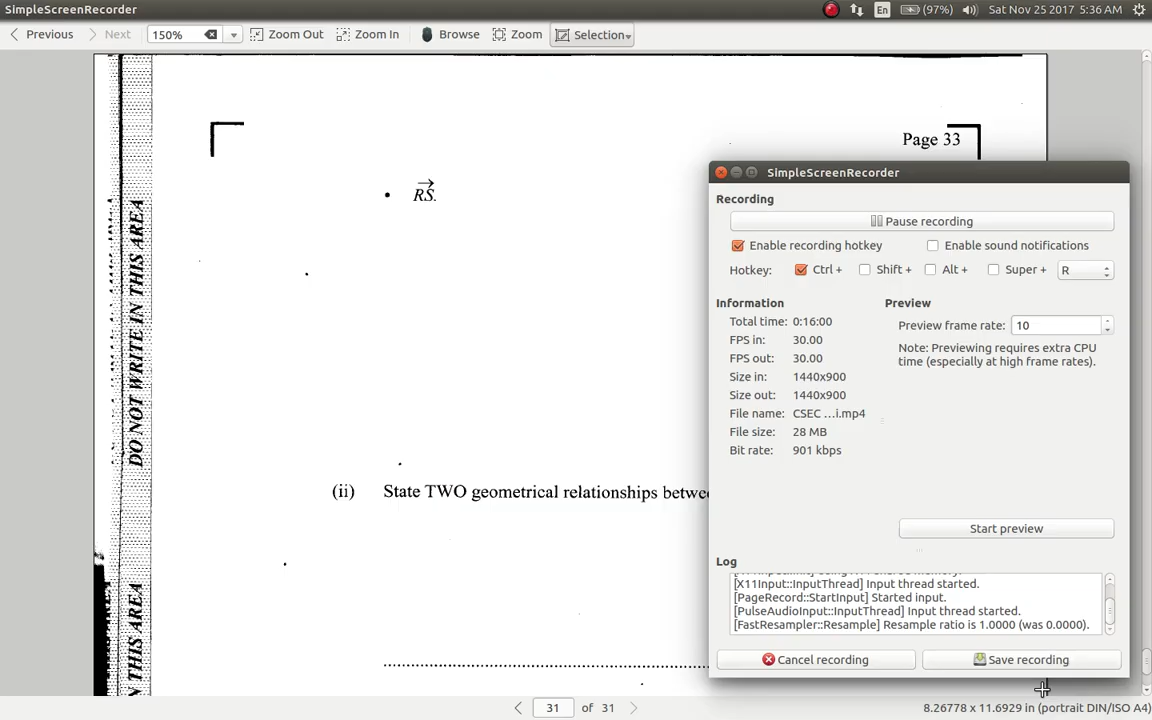 SimpleScreenRecorder
En
(97%)
Sat Nov 25 2017 5:36 AM
Previous
Next
150%
Zoom Out
Zoom In
Browse
Zoom
Selection
Page 33
• RS.
DO NOT WRITE IN THIS AREA
(ii) State TWO geometrical relationships betwe
THIS AREA
SimpleScreenRecorder
Recording
Pause recording
Enable recording hotkey
Enable sound notifications
Hotkey: Ctrl + Shift + Alt + Super + R
Information
Total time: 0:16:00
FPS in: 30.00
FPS out: 30.00
Size in: 1440x900
Size out: 1440x900
File name: CSEC ...i.mp4
File size: 28 MB
Bit rate: 901 kbps
Preview
Preview frame rate: 10
Note: Previewing requires extra CPU
time (especially at high frame rates).
Start preview
Log
[X11Input::InputThread] Input thread started.
[PageRecord::StartInput] Started input.
[PulseAudioInput::InputThread] Input thread started.
[FastResampler::Resample] Resample ratio is 1.0000 (was 0.0000).
Cancel recording
Save recording
31 of 31
8.26778 x 11.6929 in (portrait DIN/ISO A4)